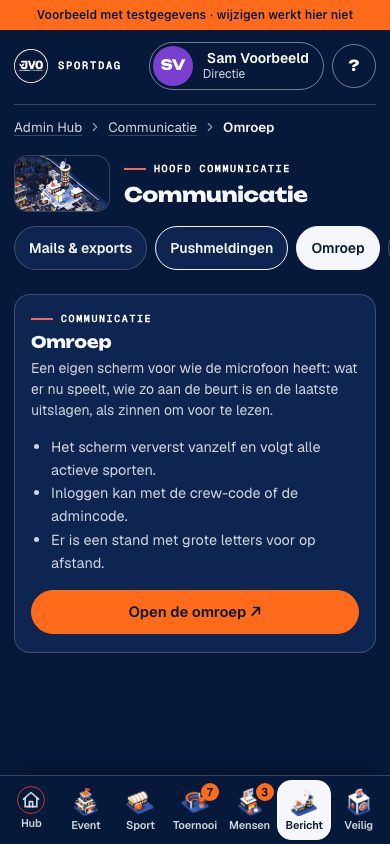 Voorbeeld met testgegevens · wijzigen werkt hier niet
JVO SPORTDAG
SV Sam Voorbeeld
Directie
?
Admin Hub > Communicatie > Omroep
HOOFD COMMUNICATIE
Communicatie
Mails & exports Pushmeldingen Omroep
COMMUNICATIE
Omroep
Een eigen scherm voor wie de microfoon heeft: wat
er nu speelt, wie zo aan de beurt is en de laatste
uitslagen, als zinnen om voor te lezen.
• Het scherm ververst vanzelf en volgt alle
actieve sporten.
• Inloggen kan met de crew-code of de
admincode.
• Er is een stand met grote letters voor op
afstand.
Open de omroep ↗
7 3
Hub Event Sport Toernooi Mensen Bericht Veilig